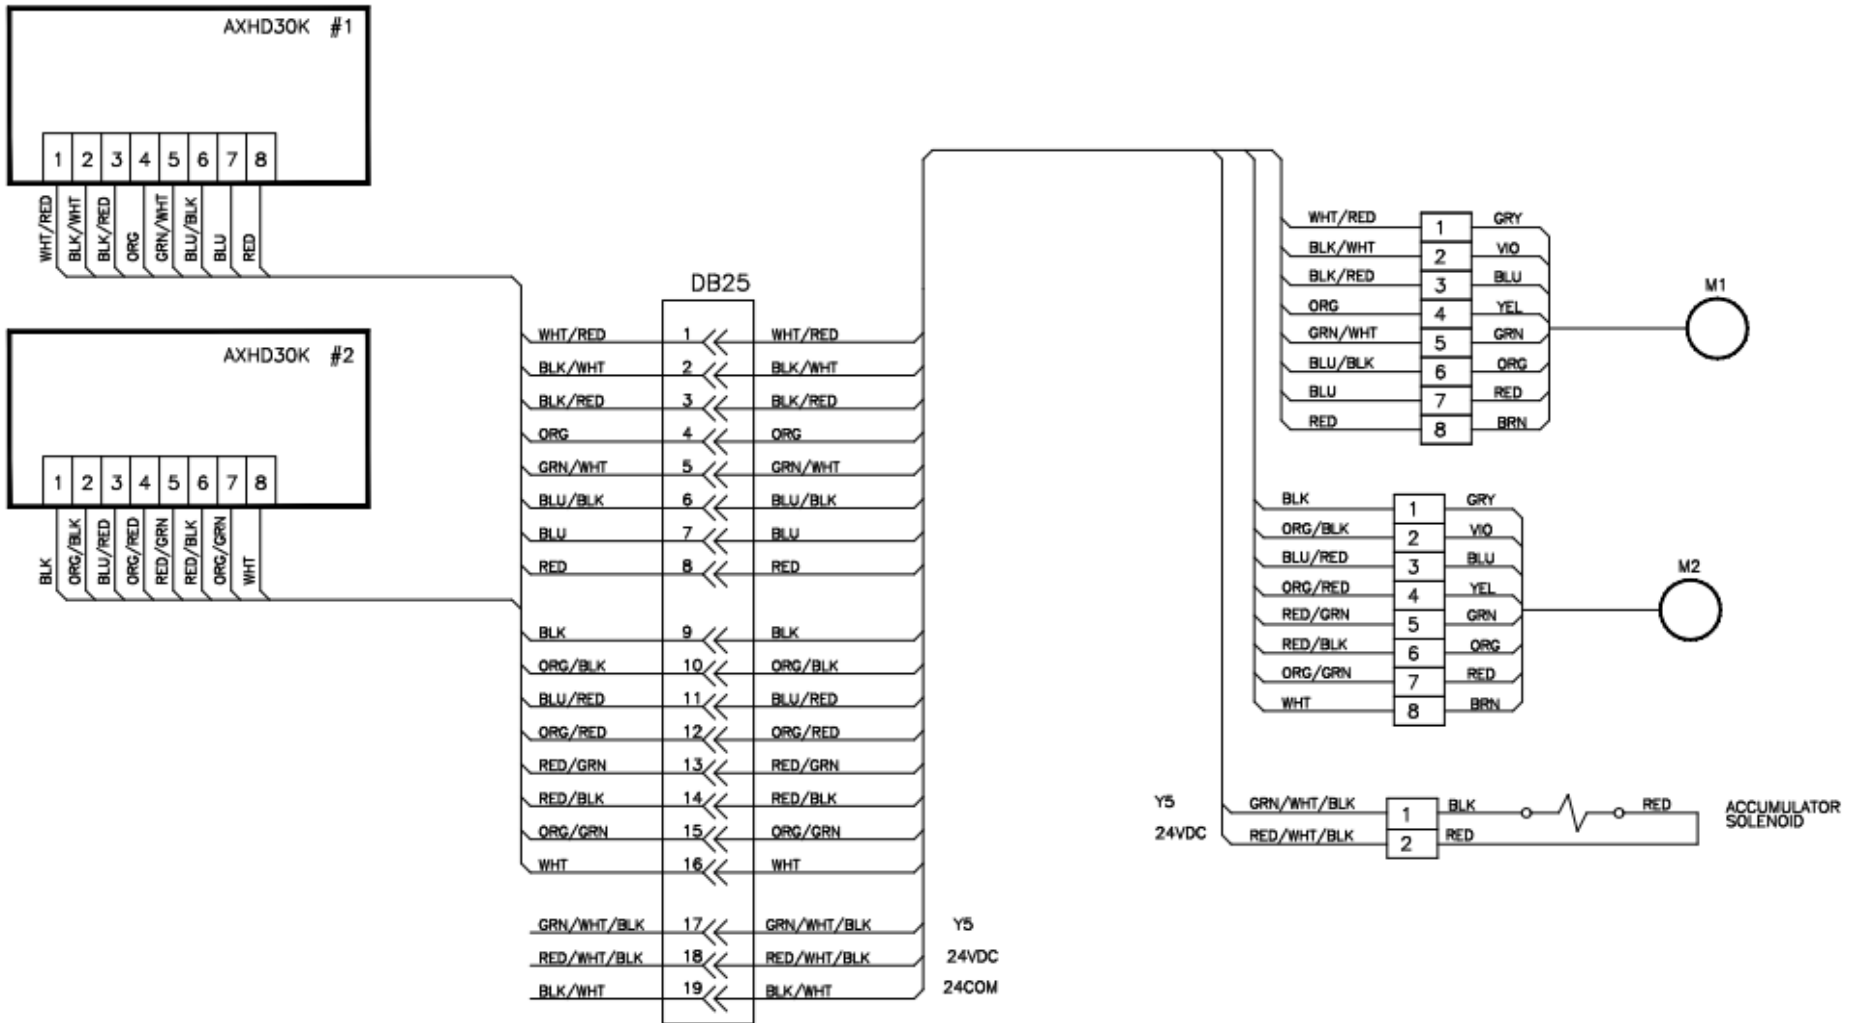 AXHD30K #1
1 2 3 4 5 6 7 8
WHT/RED
BLK/WHT
BLK/RED
ORG
GRN/WHT
BLU/BLK
BLU
RED
AXHD30K #2
1 2 3 4 5 6 7 8
BLK
ORG/BLK
BLU/RED
ORG/RED
RED/GRN
RED/BLK
ORG/GRN
WHT
DB25
WHT/RED 1 WHT/RED
BLK/WHT 2 BLK/WHT
BLK/RED 3 BLK/RED
ORG 4 ORG
GRN/WHT 5 GRN/WHT
BLU/BLK 6 BLU/BLK
BLU 7 BLU
RED 8 RED
BLK 9 BLK
ORG/BLK 10 ORG/BLK
BLU/RED 11 BLU/RED
ORG/RED 12 ORG/RED
RED/GRN 13 RED/GRN
RED/BLK 14 RED/BLK
ORG/GRN 15 ORG/GRN
WHT 16 WHT
GRN/WHT/BLK 17 GRN/WHT/BLK Y5
RED/WHT/BLK 18 RED/WHT/BLK 24VDC
BLK/WHT 19 BLK/WHT 24COM
WHT/RED 1 GRY
BLK/WHT 2 VIO
BLK/RED 3 BLU
ORG 4 YEL
GRN/WHT 5 GRN
BLU/BLK 6 ORG
BLU 7 RED
RED 8 BRN
M1
BLK 1 GRY
ORG/BLK 2 VIO
BLU/RED 3 BLU
ORG/RED 4 YEL
RED/GRN 5 GRN
RED/BLK 6 ORG
ORG/GRN 7 RED
WHT 8 BRN
M2
Y5 GRN/WHT/BLK 1 BLK RED
24VDC RED/WHT/BLK 2 RED
ACCUMULATOR
SOLENOID